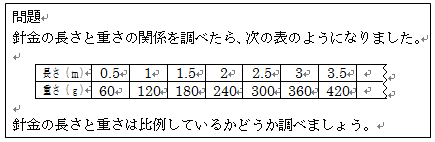 問題
針金の長さと重さの関係を調べたら、次の表のようになりました。
長さ(m) 0.5 1 1.5 2 2.5 3 3.5
重さ(g) 60 120 180 240 300 360 420
針金の長さと重さは比例しているかどうか調べましょう。